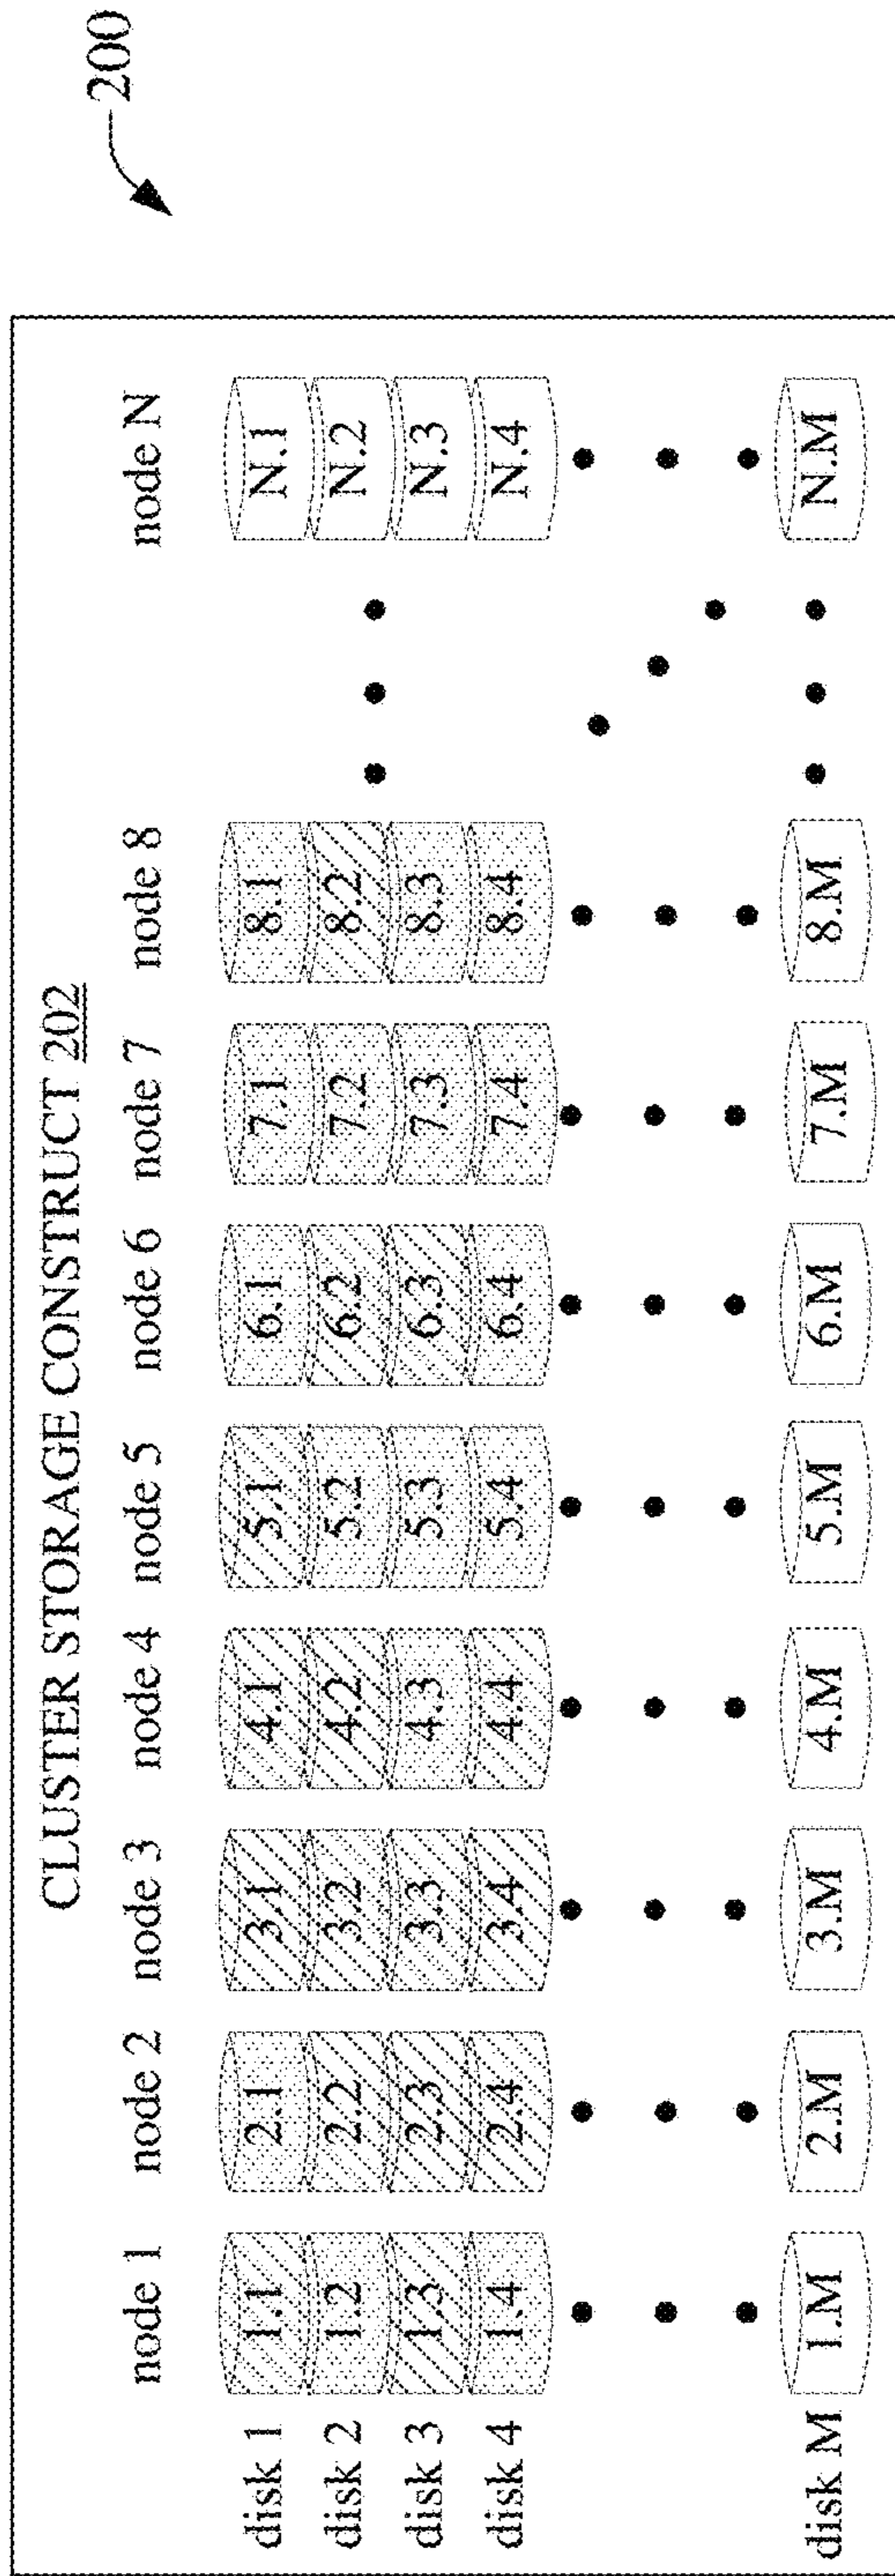 200
CLUSTER STORAGE CONSTRUCT 202
node 1 node 2 node 3 node 4 node 5 node 6 node 7 node 8 node N
disk 1 1.1 2.1 3.1 4.1 5.1 6.1 7.1 8.1 N.1
disk 2 1.2 2.2 3.2 4.2 5.2 6.2 7.2 8.2 N.2
disk 3 1.3 2.3 3.3 4.3 5.3 6.3 7.3 8.3 N.3
disk 4 1.4 2.4 3.4 4.4 5.4 6.4 7.4 8.4 N.4
disk M 1.M 2.M 3.M 4.M 5.M 6.M 7.M 8.M N.M